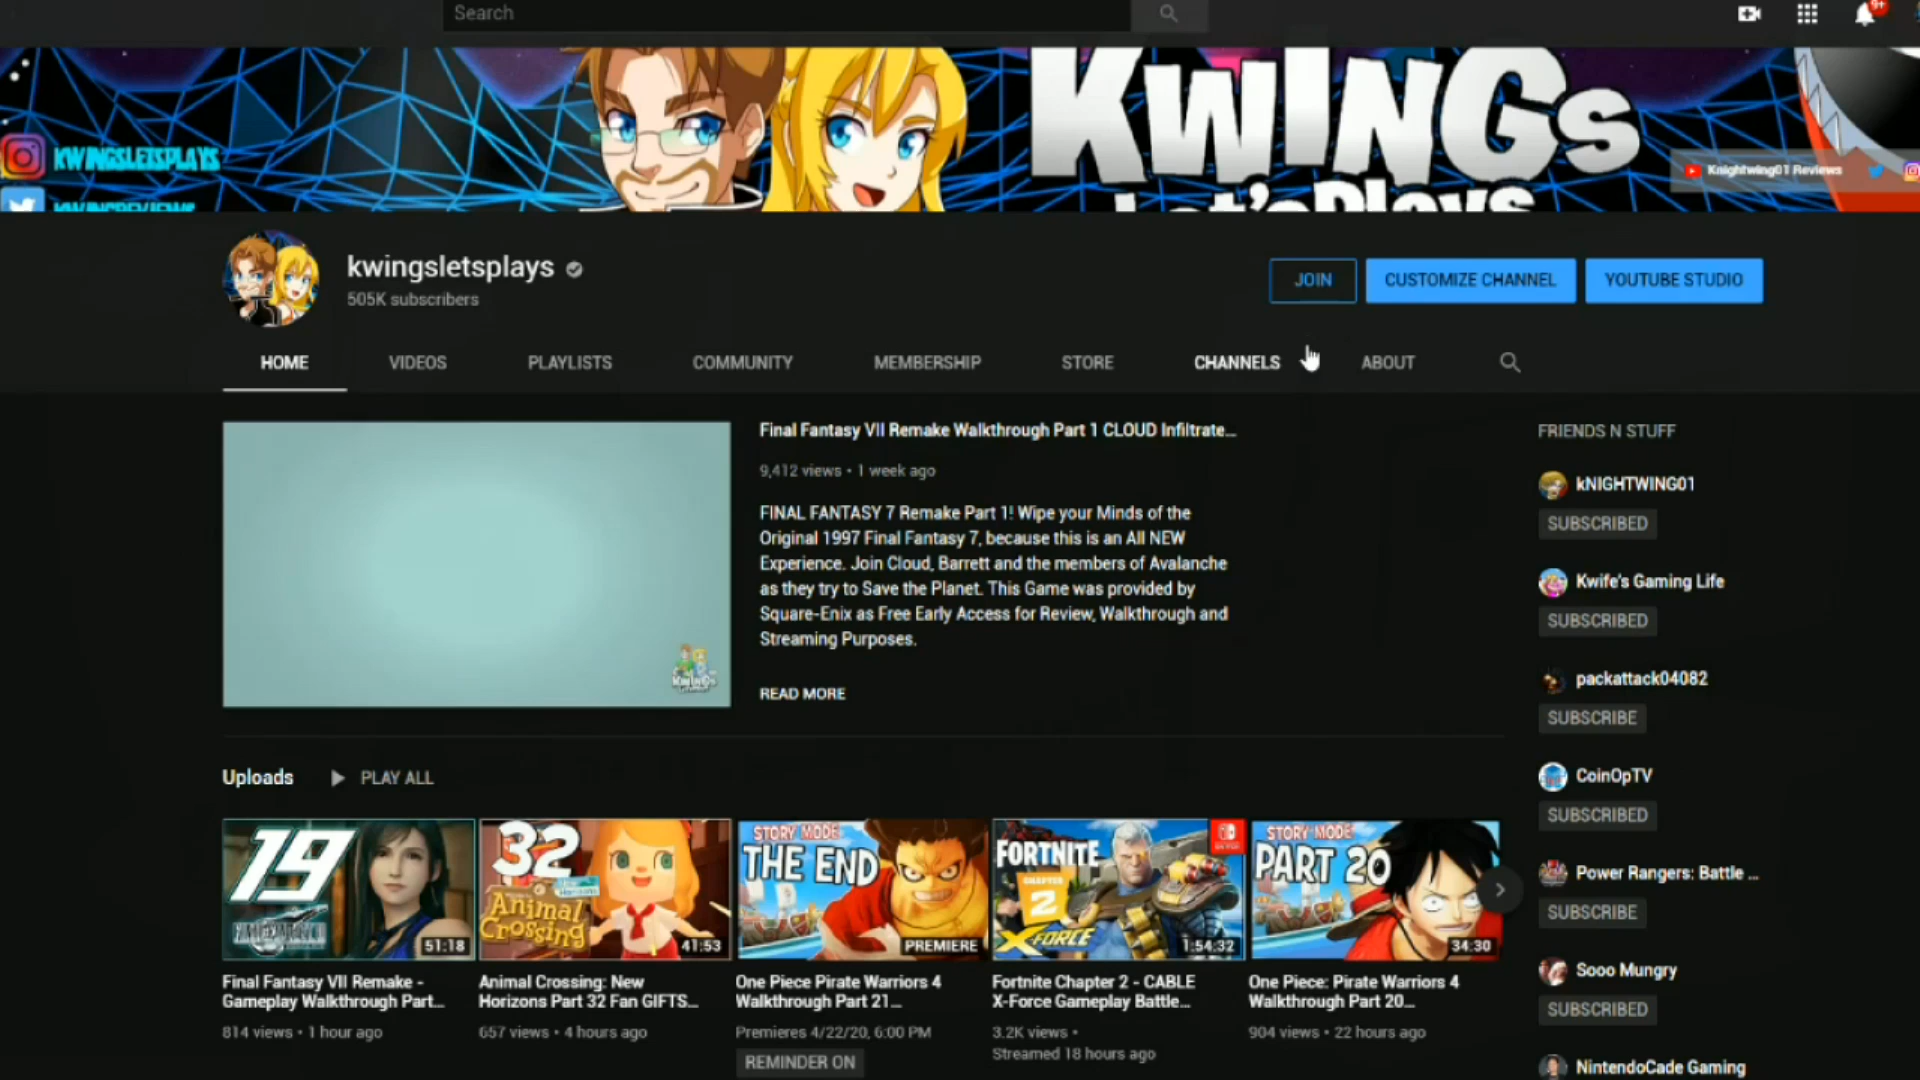 Search
9+
KWINGSLETSPLAYS
KWINGSREVIEWS
KWINGs
Let'sPlays
Knightwing01 Reviews
kwingsletsplays
505K subscribers
JOIN
CUSTOMIZE CHANNEL
YOUTUBE STUDIO
HOME
VIDEOS
PLAYLISTS
COMMUNITY
MEMBERSHIP
STORE
CHANNELS
ABOUT
KWINGs
Final Fantasy VII Remake Walkthrough Part 1 CLOUD Infiltrate...
9,412 views • 1 week ago
FINAL FANTASY 7 Remake Part 1! Wipe your Minds of the
Original 1997 Final Fantasy 7, because this is an All NEW
Experience. Join Cloud, Barrett and the members of Avalanche
as they try to Save the Planet. This Game was provided by
Square-Enix as Free Early Access for Review, Walkthrough and
Streaming Purposes.
READ MORE
FRIENDS N STUFF
kNIGHTWING01
SUBSCRIBED
Kwife's Gaming Life
SUBSCRIBED
packattack04082
SUBSCRIBE
CoinOpTV
SUBSCRIBED
Power Rangers: Battle ...
SUBSCRIBE
Sooo Mungry
SUBSCRIBED
NintendoCade Gaming
Uploads
PLAY ALL
19
51:18
Final Fantasy VII Remake -
Gameplay Walkthrough Part...
814 views • 1 hour ago
32
Animal
Crossing
41:53
Animal Crossing: New
Horizons Part 32 Fan GIFTS...
657 views • 4 hours ago
STORY MODE
THE END
PREMIERE
One Piece Pirate Warriors 4
Walkthrough Part 21...
Premieres 4/22/20, 6:00 PM
REMINDER ON
FORTNITE
CHAPTER
2
X-FORCE
1:54:32
Fortnite Chapter 2 - CABLE
X-Force Gameplay Battle...
3.2K views •
Streamed 18 hours ago
STORY MODE
PART 20
34:30
One Piece: Pirate Warriors 4
Walkthrough Part 20...
904 views • 22 hours ago